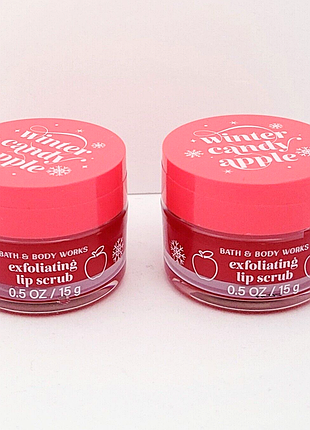 winter
candy
apple
BATH & BODY WORKS
exfoliating
lip scrub
0.5 OZ / 15 g
winter
candy
apple
BATH & BODY WORKS
exfoliating
lip scrub
0.5 OZ / 15 g